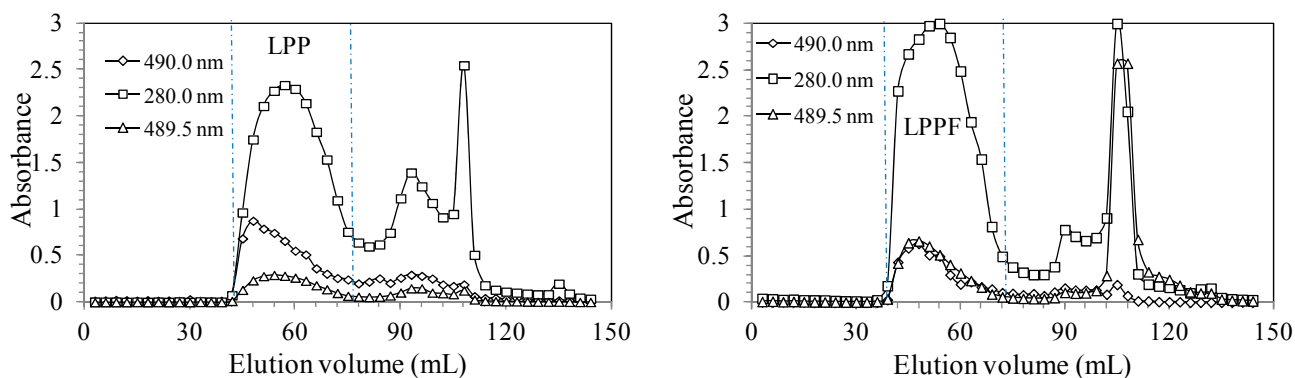 3
2.5
2
1.5
1
0.5
0
Absorbance
LPP
490.0 nm
280.0 nm
489.5 nm
0 30 60 90 120 150
Elution volume (mL)
3
2.5
2
1.5
1
0.5
0
Absorbance
490.0 nm
280.0 nm
489.5 nm
LPPF
0 30 60 90 120 150
Elution volume (mL)